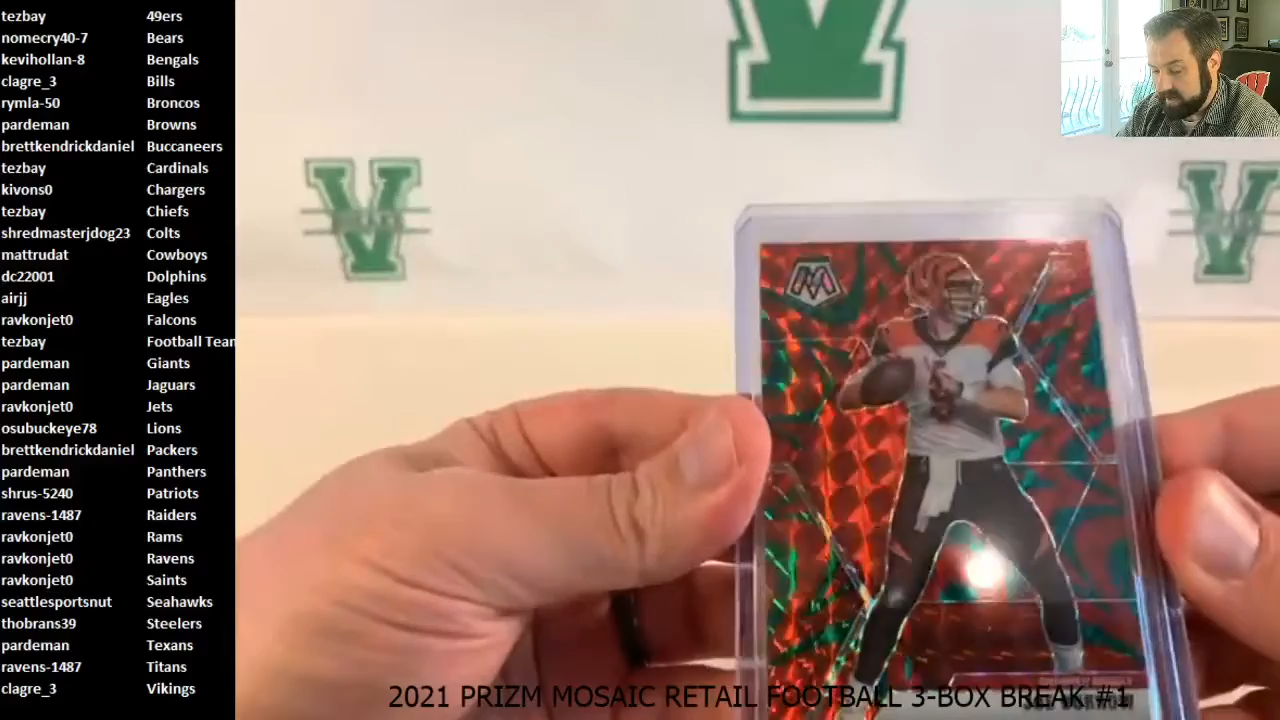 tezbay 49ers
nomecry40-7 Bears
kevihollan-8 Bengals
clagre_3 Bills
rymla-50 Broncos
pardeman Browns
brettkendrickdaniel Buccaneers
tezbay Cardinals
kivons0 Chargers
tezbay Chiefs
shredmasterjdog23 Colts
mattrudat Cowboys
dc22001 Dolphins
airjj Eagles
ravkonjet0 Falcons
tezbay Football Team
pardeman Giants
pardeman Jaguars
ravkonjet0 Jets
osubuckeye78 Lions
brettkendrickdaniel Packers
pardeman Panthers
shrus-5240 Patriots
ravens-1487 Raiders
ravkonjet0 Rams
ravkonjet0 Ravens
ravkonjet0 Saints
seattlesportsnut Seahawks
thobrans39 Steelers
pardeman Texans
ravens-1487 Titans
clagre_3 Vikings
V
V
V
M
W
2021 PRIZM MOSAIC RETAIL FOOTBALL 3-BOX BREAK #1